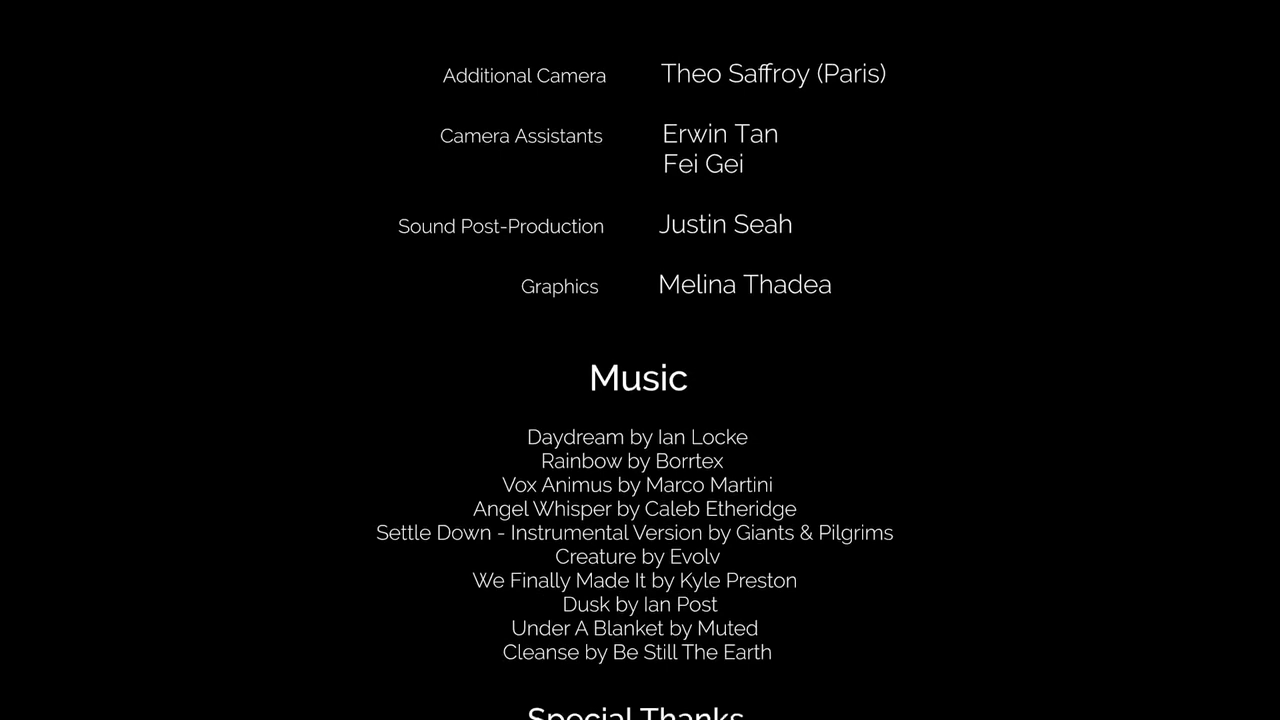 Additional Camera Theo Saffroy (Paris)
Camera Assistants Erwin Tan
Fei Gei
Sound Post-Production Justin Seah
Graphics Melina Thadea
Music
Daydream by Ian Locke
Rainbow by Borrtex
Vox Animus by Marco Martini
Angel Whisper by Caleb Etheridge
Settle Down - Instrumental Version by Giants & Pilgrims
Creature by Evolv
We Finally Made It by Kyle Preston
Dusk by Ian Post
Under A Blanket by Muted
Cleanse by Be Still The Earth
Special Thanks